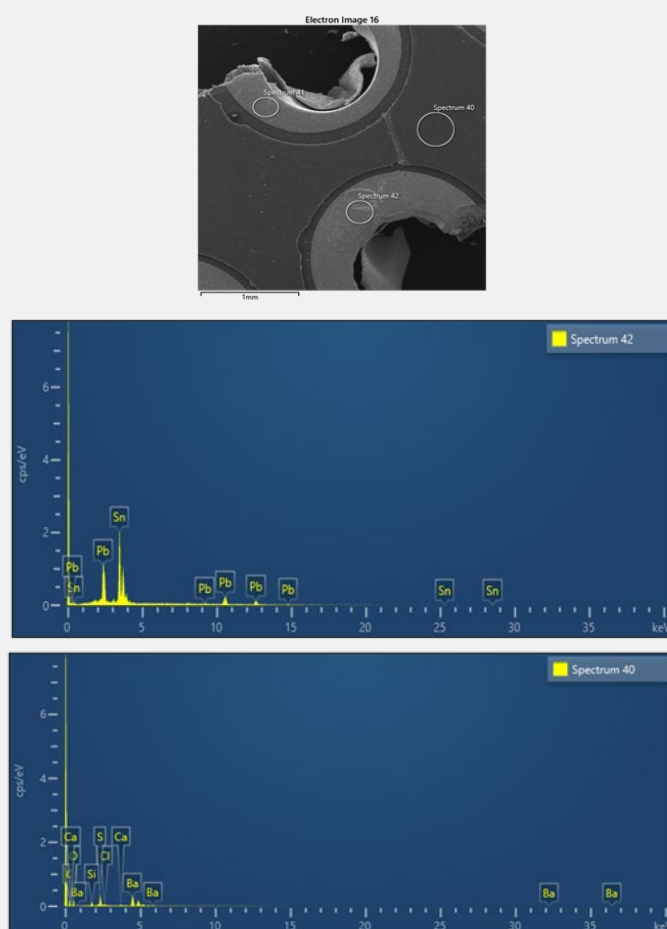 Electron Image 16
Spectrum 41
Spectrum 40
Spectrum 42
1mm
Spectrum 42
cps/eV
6
4
2
0
Pb
Sn
Pb
Sn
Pb
Pb
Pb
Pb
Sn
Sn
0 5 10 15 20 25 30 35 keV
Spectrum 40
cps/eV
6
4
2
0
Ca S Ca
O Cl
C Si
Ba Ba Ba Ba Ba
0 5 10 15 20 25 30 35 keV